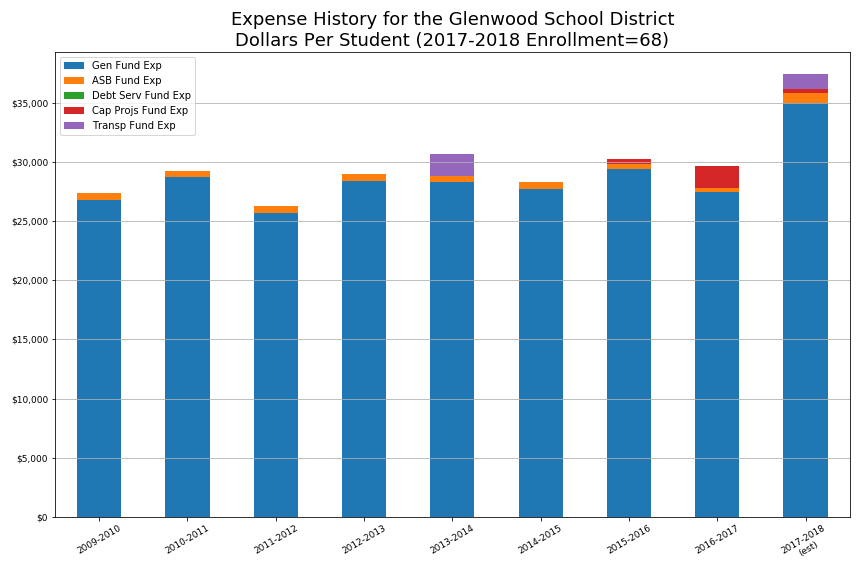 Expense History for the Glenwood School District
Dollars Per Student (2017-2018 Enrollment=68)
Gen Fund Exp
ASB Fund Exp
Debt Serv Fund Exp
Cap Projs Fund Exp
Transp Fund Exp
$35,000
$30,000
$25,000
$20,000
$15,000
$10,000
$5,000
$0
2009-2010
2010-2011
2011-2012
2012-2013
2013-2014
2014-2015
2015-2016
2016-2017
2017-2018
(est)